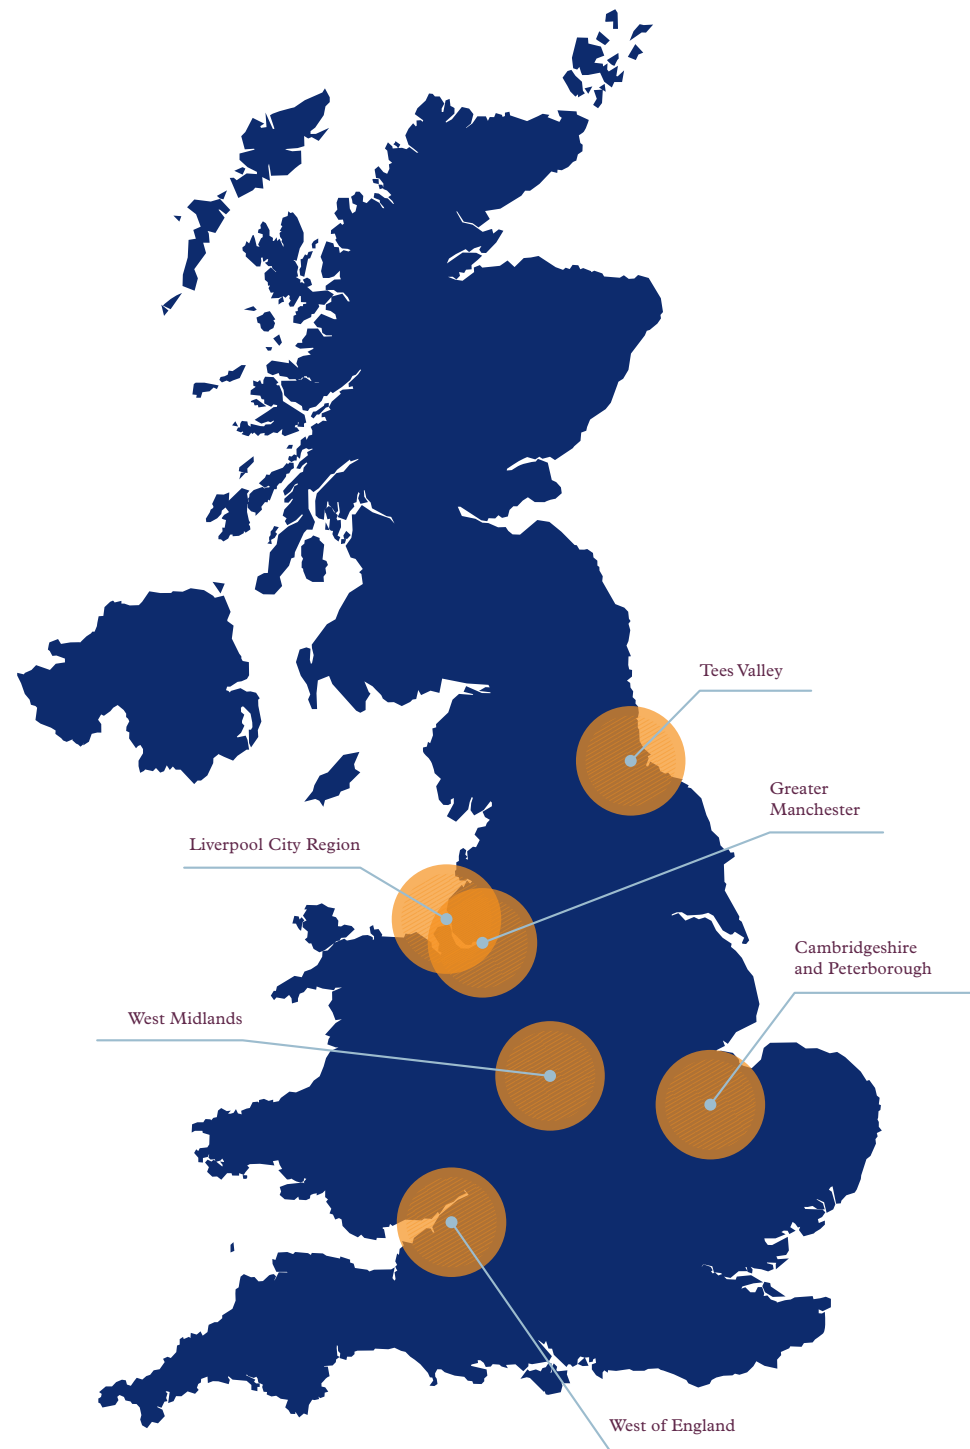 Tees Valley
Greater
Manchester
Liverpool City Region
Cambridgeshire
and Peterborough
West Midlands
West of England